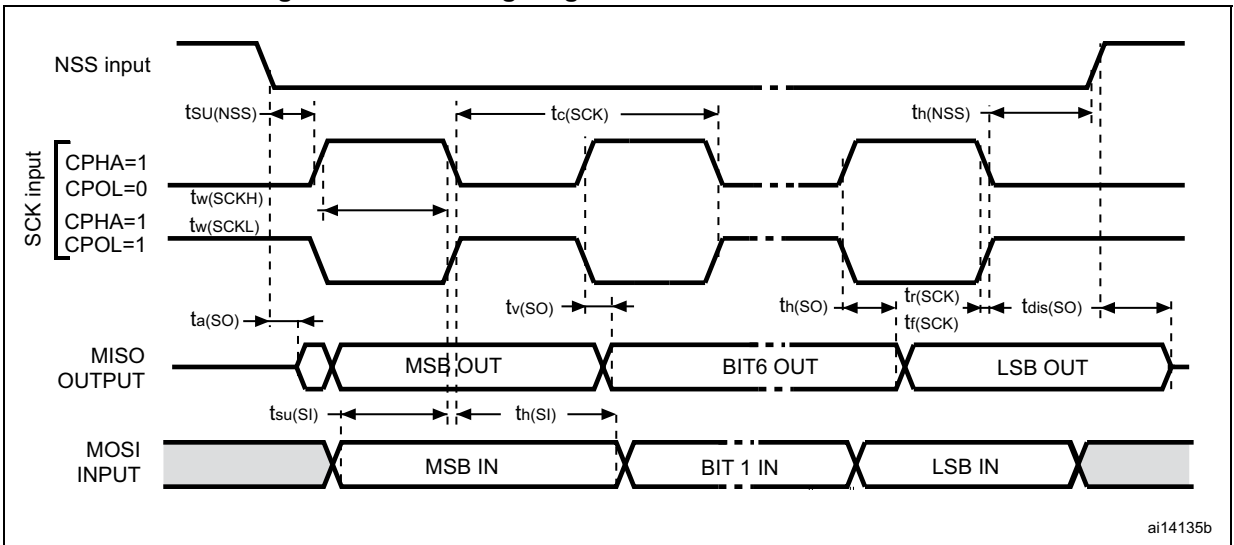 NSS input
tSU(NSS)
tc(SCK)
th(NSS)
SCK input
CPHA=1
CPOL=0
tw(SCKH)
CPHA=1
tw(SCKL)
CPOL=1
ta(SO)
tv(SO)
th(SO)
tr(SCK)
tf(SCK)
tdis(SO)
MISO
OUTPUT
MSB OUT
BIT6 OUT
LSB OUT
tsu(SI)
th(SI)
MOSI
INPUT
MSB IN
BIT 1 IN
LSB IN
ai14135b